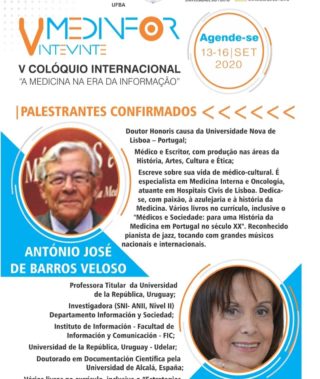 UFBA
V MEDINFOR
VINTEVINTE
Agende-se
13-16|SET
2020
V COLÓQUIO INTERNACIONAL
"A MEDICINA NA ERA DA INFORMAÇÃO"
|PALESTRANTES CONFIRMADOS <<<<<<
Doutor Honoris causa da Universidade Nova de
Lisboa – Portugal;
Médico e Escritor, com produção nas áreas da
História, Artes, Cultura e Ética;
Escreve sobre sua vida de médico-cultural. É
especialista em Medicina Interna e Oncologia,
atuante em Hospitais Civis de Lisboa. Dedica-
se, com paixão, à azulejaria e à história da
Medicina. Vários livros no currículo, inclusive o
"Médicos e Sociedade: para uma História da
Medicina em Portugal no século XX". Reconhecido
pianista de jazz, tocando com grandes músicos
nacionais e internacionais.
ANTÓNIO JOSÉ
DE BARROS VELOSO
Professora Titular da Universidad
de la República, Uruguay;
Investigadora (SNI- ANII, Nivel II)
Departamento Información y Sociedad;
Instituto de Información - Facultad de
Información y Comunicación - FIC;
Universidad de la República, Uruguai - Udelar;
Doutorado em Documentación Científica pela
Universidad de Alcalá, España;